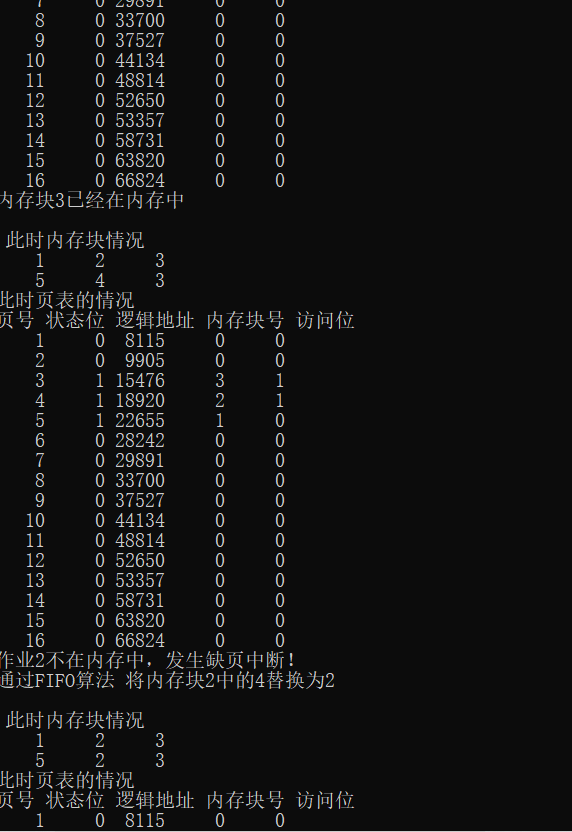 7 0 29891 0 0
8 0 33700 0 0
9 0 37527 0 0
10 0 44134 0 0
11 0 48814 0 0
12 0 52650 0 0
13 0 53357 0 0
14 0 58731 0 0
15 0 63820 0 0
16 0 66824 0 0
内存块3已经在内存中
此时内存块情况
1 2 3
5 4 3
此时页表的情况
页号 状态位 逻辑地址 内存块号 访问位
1 0 8115 0 0
2 0 9905 0 0
3 1 15476 3 1
4 1 18920 2 1
5 1 22655 1 0
6 0 28242 0 0
7 0 29891 0 0
8 0 33700 0 0
9 0 37527 0 0
10 0 44134 0 0
11 0 48814 0 0
12 0 52650 0 0
13 0 53357 0 0
14 0 58731 0 0
15 0 63820 0 0
16 0 66824 0 0
作业2不在内存中，发生缺页中断！
通过FIFO算法 将内存块2中的4替换为2
此时内存块情况
1 2 3
5 2 3
此时页表的情况
页号 状态位 逻辑地址 内存块号 访问位
1 0 8115 0 0